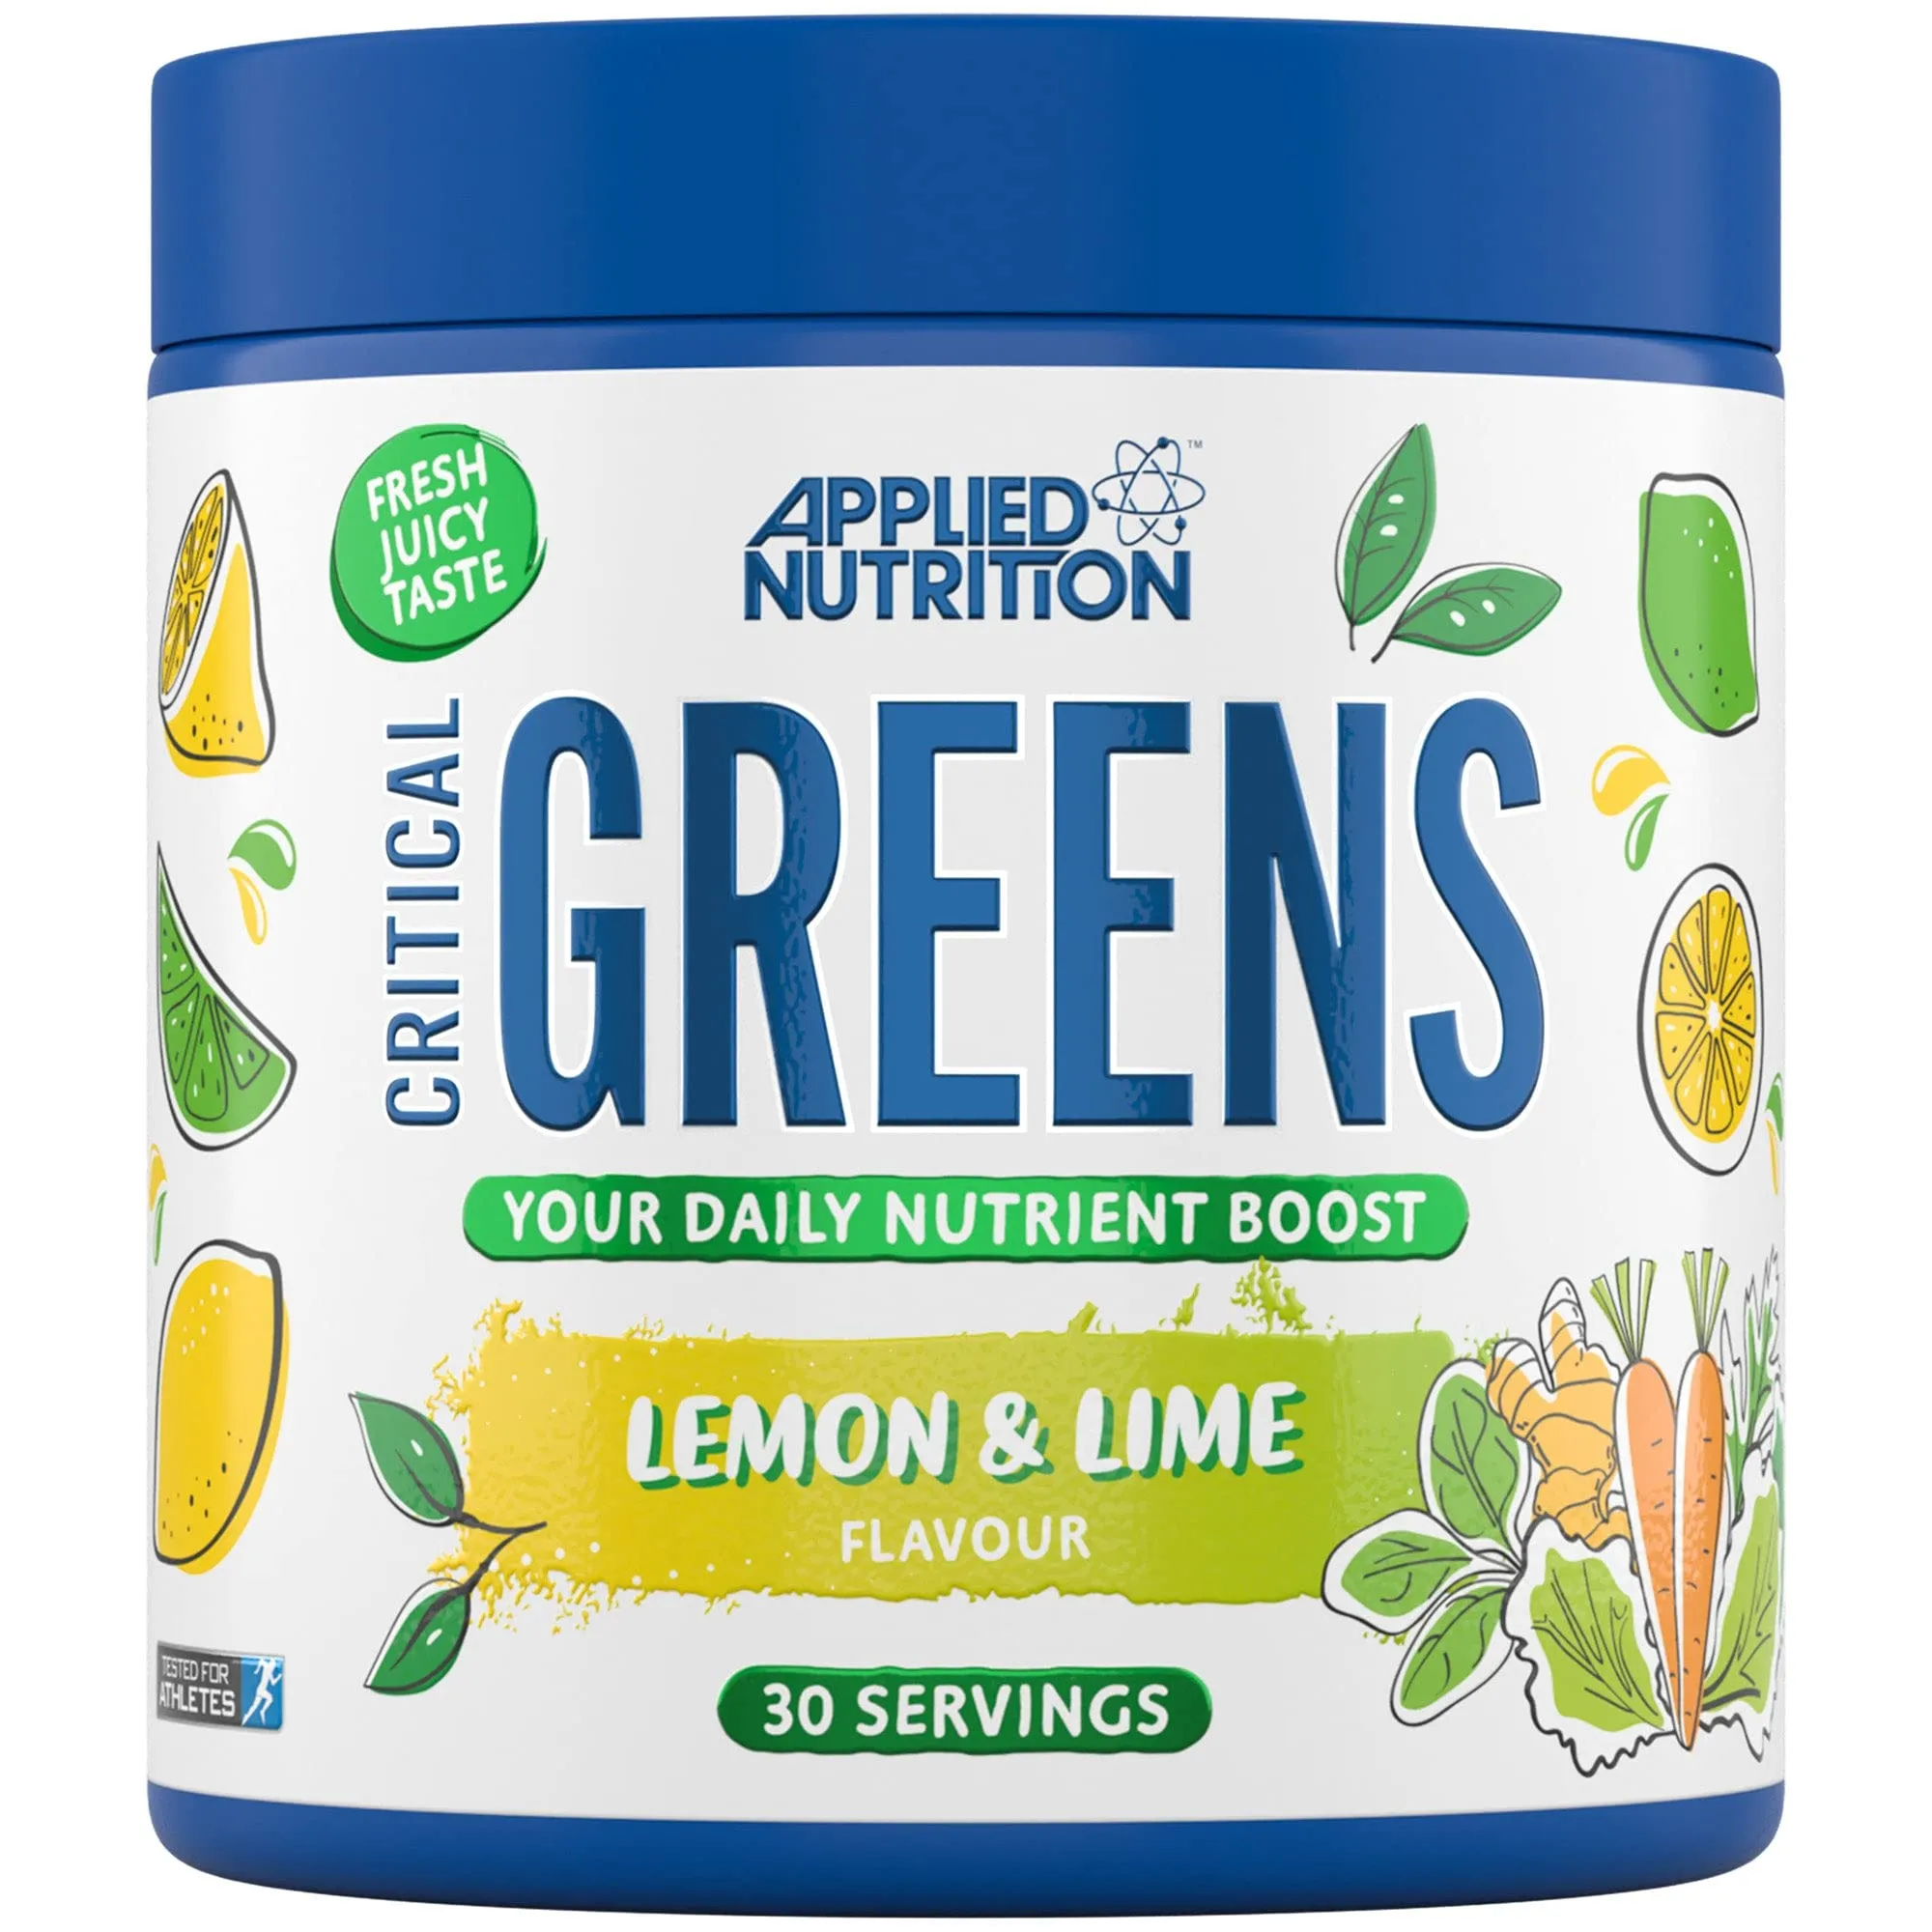 FRESH
JUICY
TASTE
APPLIED
NUTRITION
TM
CRITICAL
GREENS
YOUR DAILY NUTRIENT BOOST
LEMON & LIME
FLAVOUR
30 SERVINGS
TESTED FOR
ATHLETES